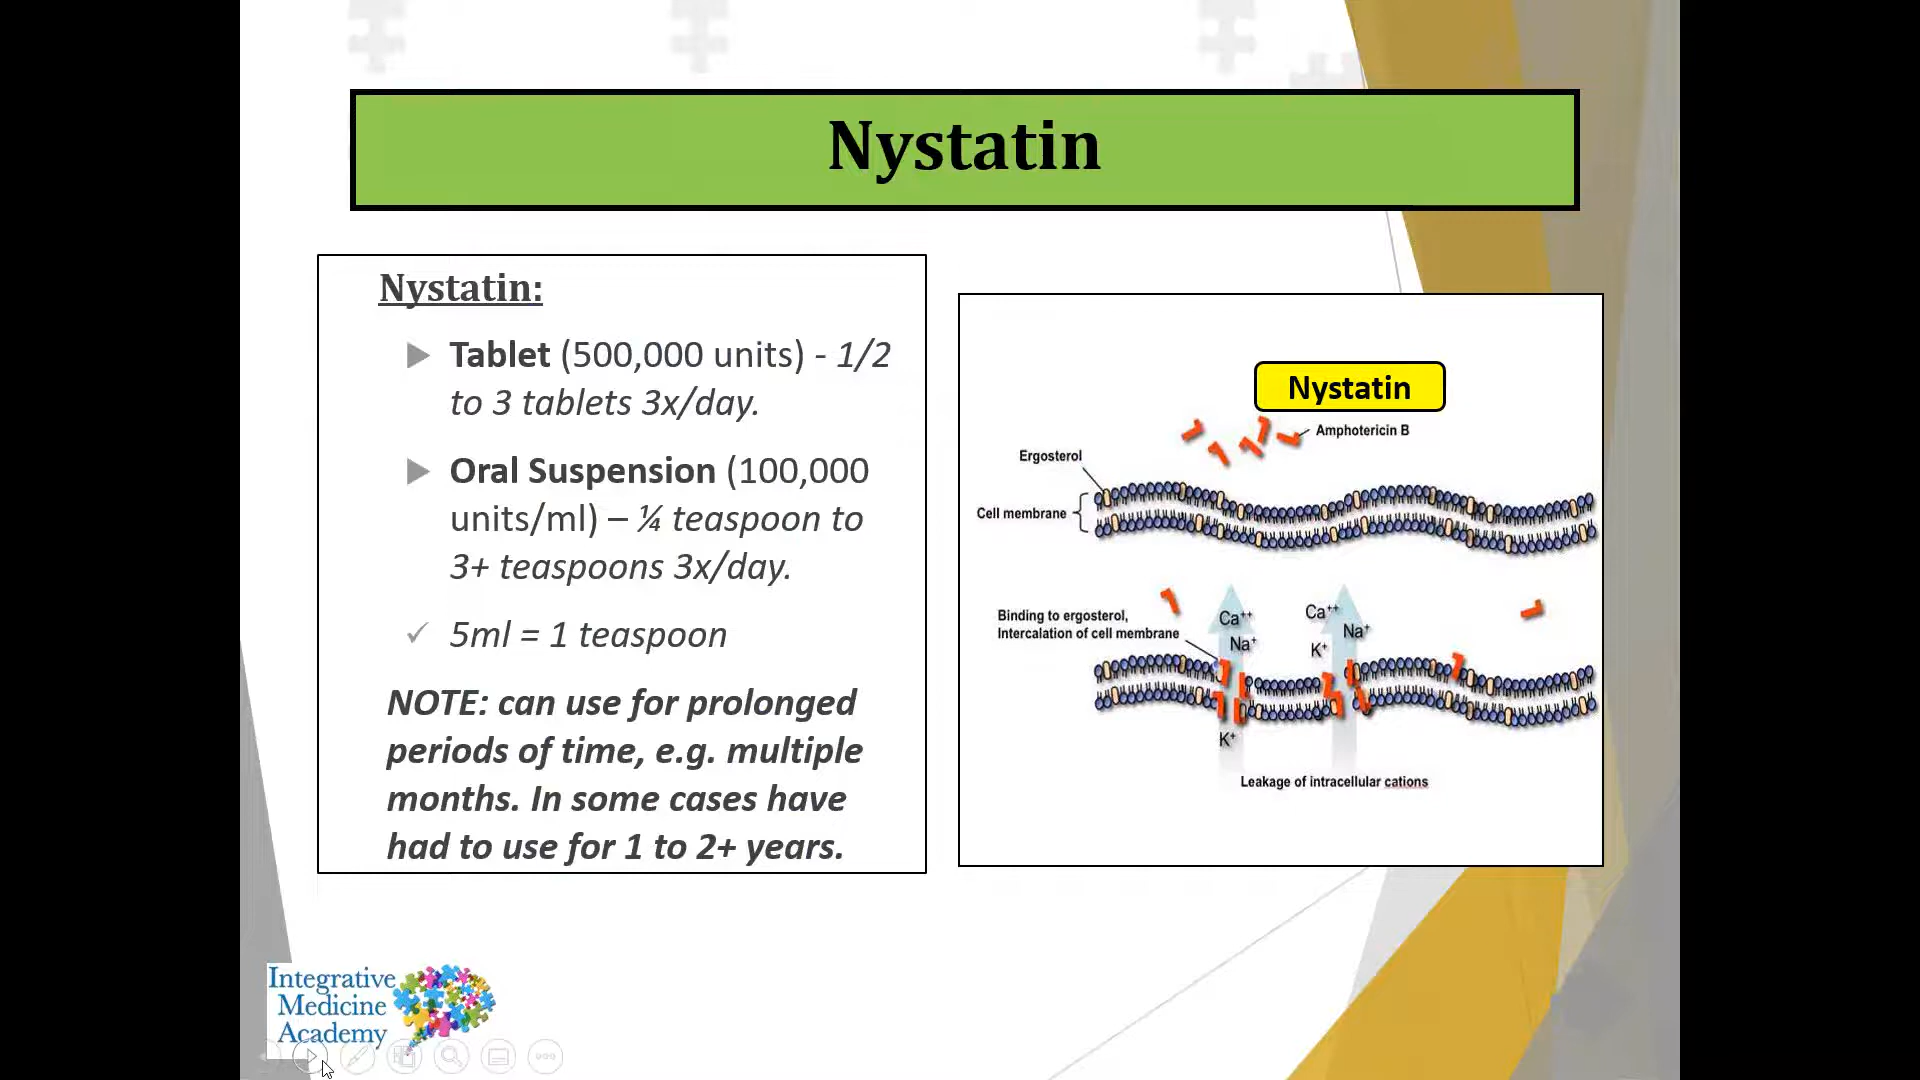 Nystatin
Nystatin:
Tablet (500,000 units) - 1/2
to 3 tablets 3x/day.
Oral Suspension (100,000
units/ml) – ¼ teaspoon to
3+ teaspoons 3x/day.
5ml = 1 teaspoon
NOTE: can use for prolonged
periods of time, e.g. multiple
months. In some cases have
had to use for 1 to 2+ years.
Nystatin
Amphotericin B
Ergosterol
Cell membrane
Binding to ergosterol,
Intercalation of cell membrane
Ca++
Na+
Ca++
Na+
K+
K+
Leakage of intracellular cations
Integrative
Medicine
Academy